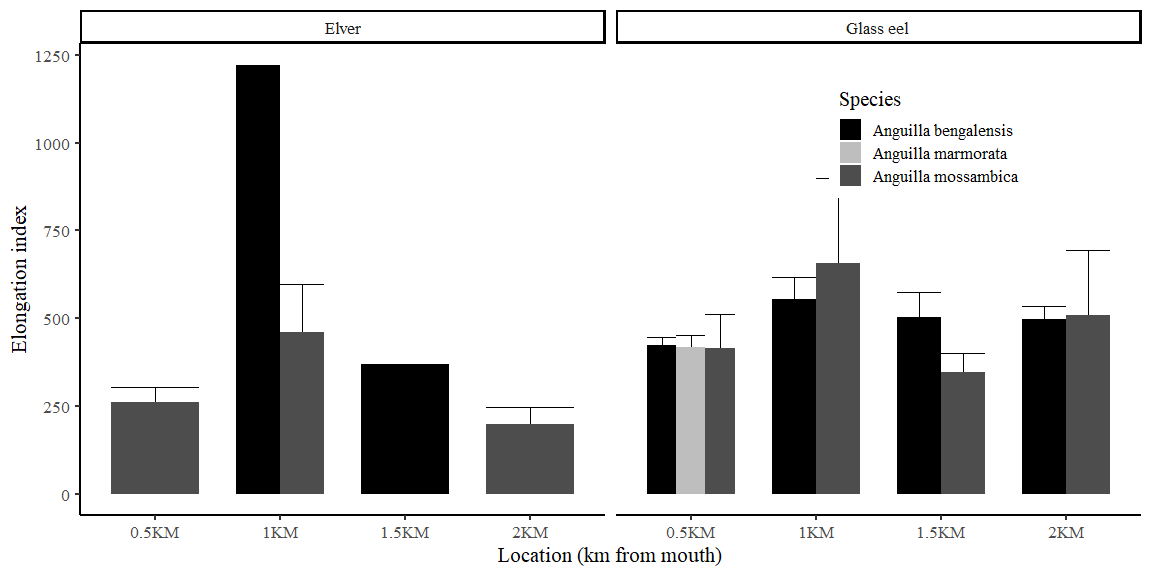 Elver
Glass eel
Elongation index
1250
1000
750
500
250
0
Species
Anguilla bengalensis
Anguilla marmorata
Anguilla mossambica
0.5KM
1KM
1.5KM
2KM
0.5KM
1KM
1.5KM
2KM
Location (km from mouth)